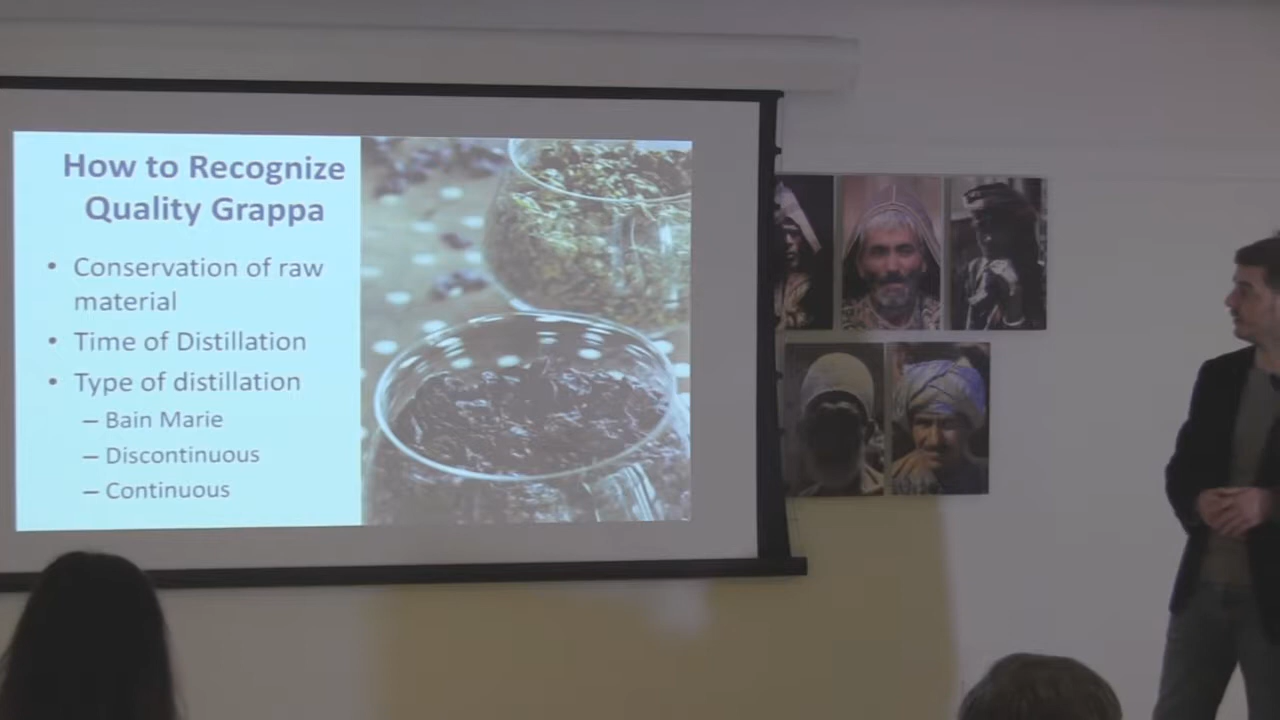 How to Recognize
Quality Grappa
• Conservation of raw
material
• Time of Distillation
• Type of distillation
– Bain Marie
– Discontinuous
– Continuous